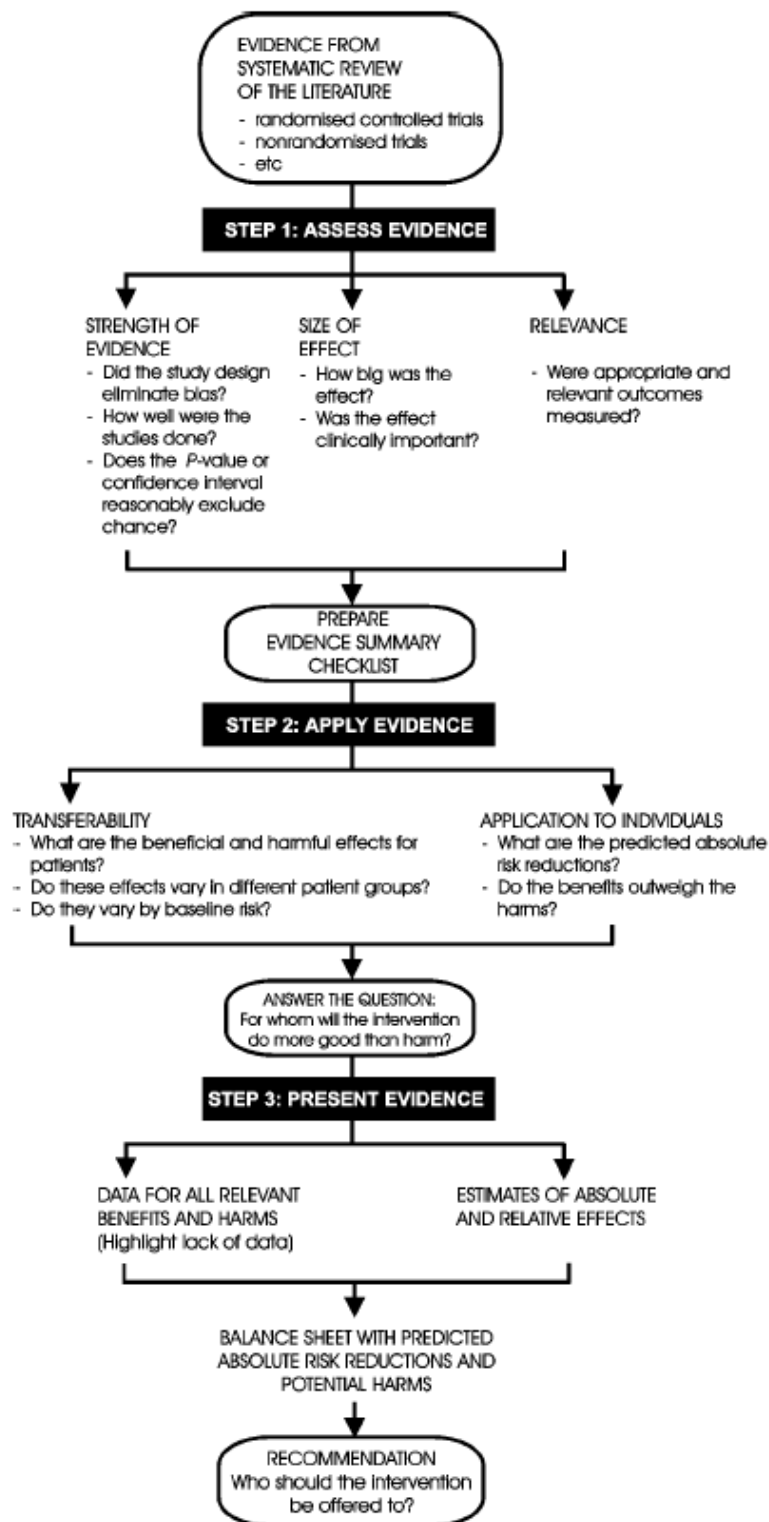 EVIDENCE FROM
SYSTEMATIC REVIEW
OF THE LITERATURE
- randomised controlled trials
- nonrandomised trials
- etc
STEP 1: ASSESS EVIDENCE
STRENGTH OF
EVIDENCE
- Did the study design
eliminate bias?
- How well were the
studies done?
- Does the P-value or
confidence interval
reasonably exclude
chance?
SIZE OF
EFFECT
- How big was the
effect?
- Was the effect
clinically important?
RELEVANCE
- Were appropriate and
relevant outcomes
measured?
PREPARE
EVIDENCE SUMMARY
CHECKLIST
STEP 2: APPLY EVIDENCE
TRANSFERABILITY
- What are the beneficial and harmful effects for
patients?
- Do these effects vary in different patient groups?
- Do they vary by baseline risk?
APPLICATION TO INDIVIDUALS
- What are the predicted absolute
risk reductions?
- Do the benefits outweigh the
harms?
ANSWER THE QUESTION:
For whom will the intervention
do more good than harm?
STEP 3: PRESENT EVIDENCE
DATA FOR ALL RELEVANT
BENEFITS AND HARMS
(Highlight lack of data)
ESTIMATES OF ABSOLUTE
AND RELATIVE EFFECTS
BALANCE SHEET WITH PREDICTED
ABSOLUTE RISK REDUCTIONS AND
POTENTIAL HARMS
RECOMMENDATION
Who should the intervention
be offered to?